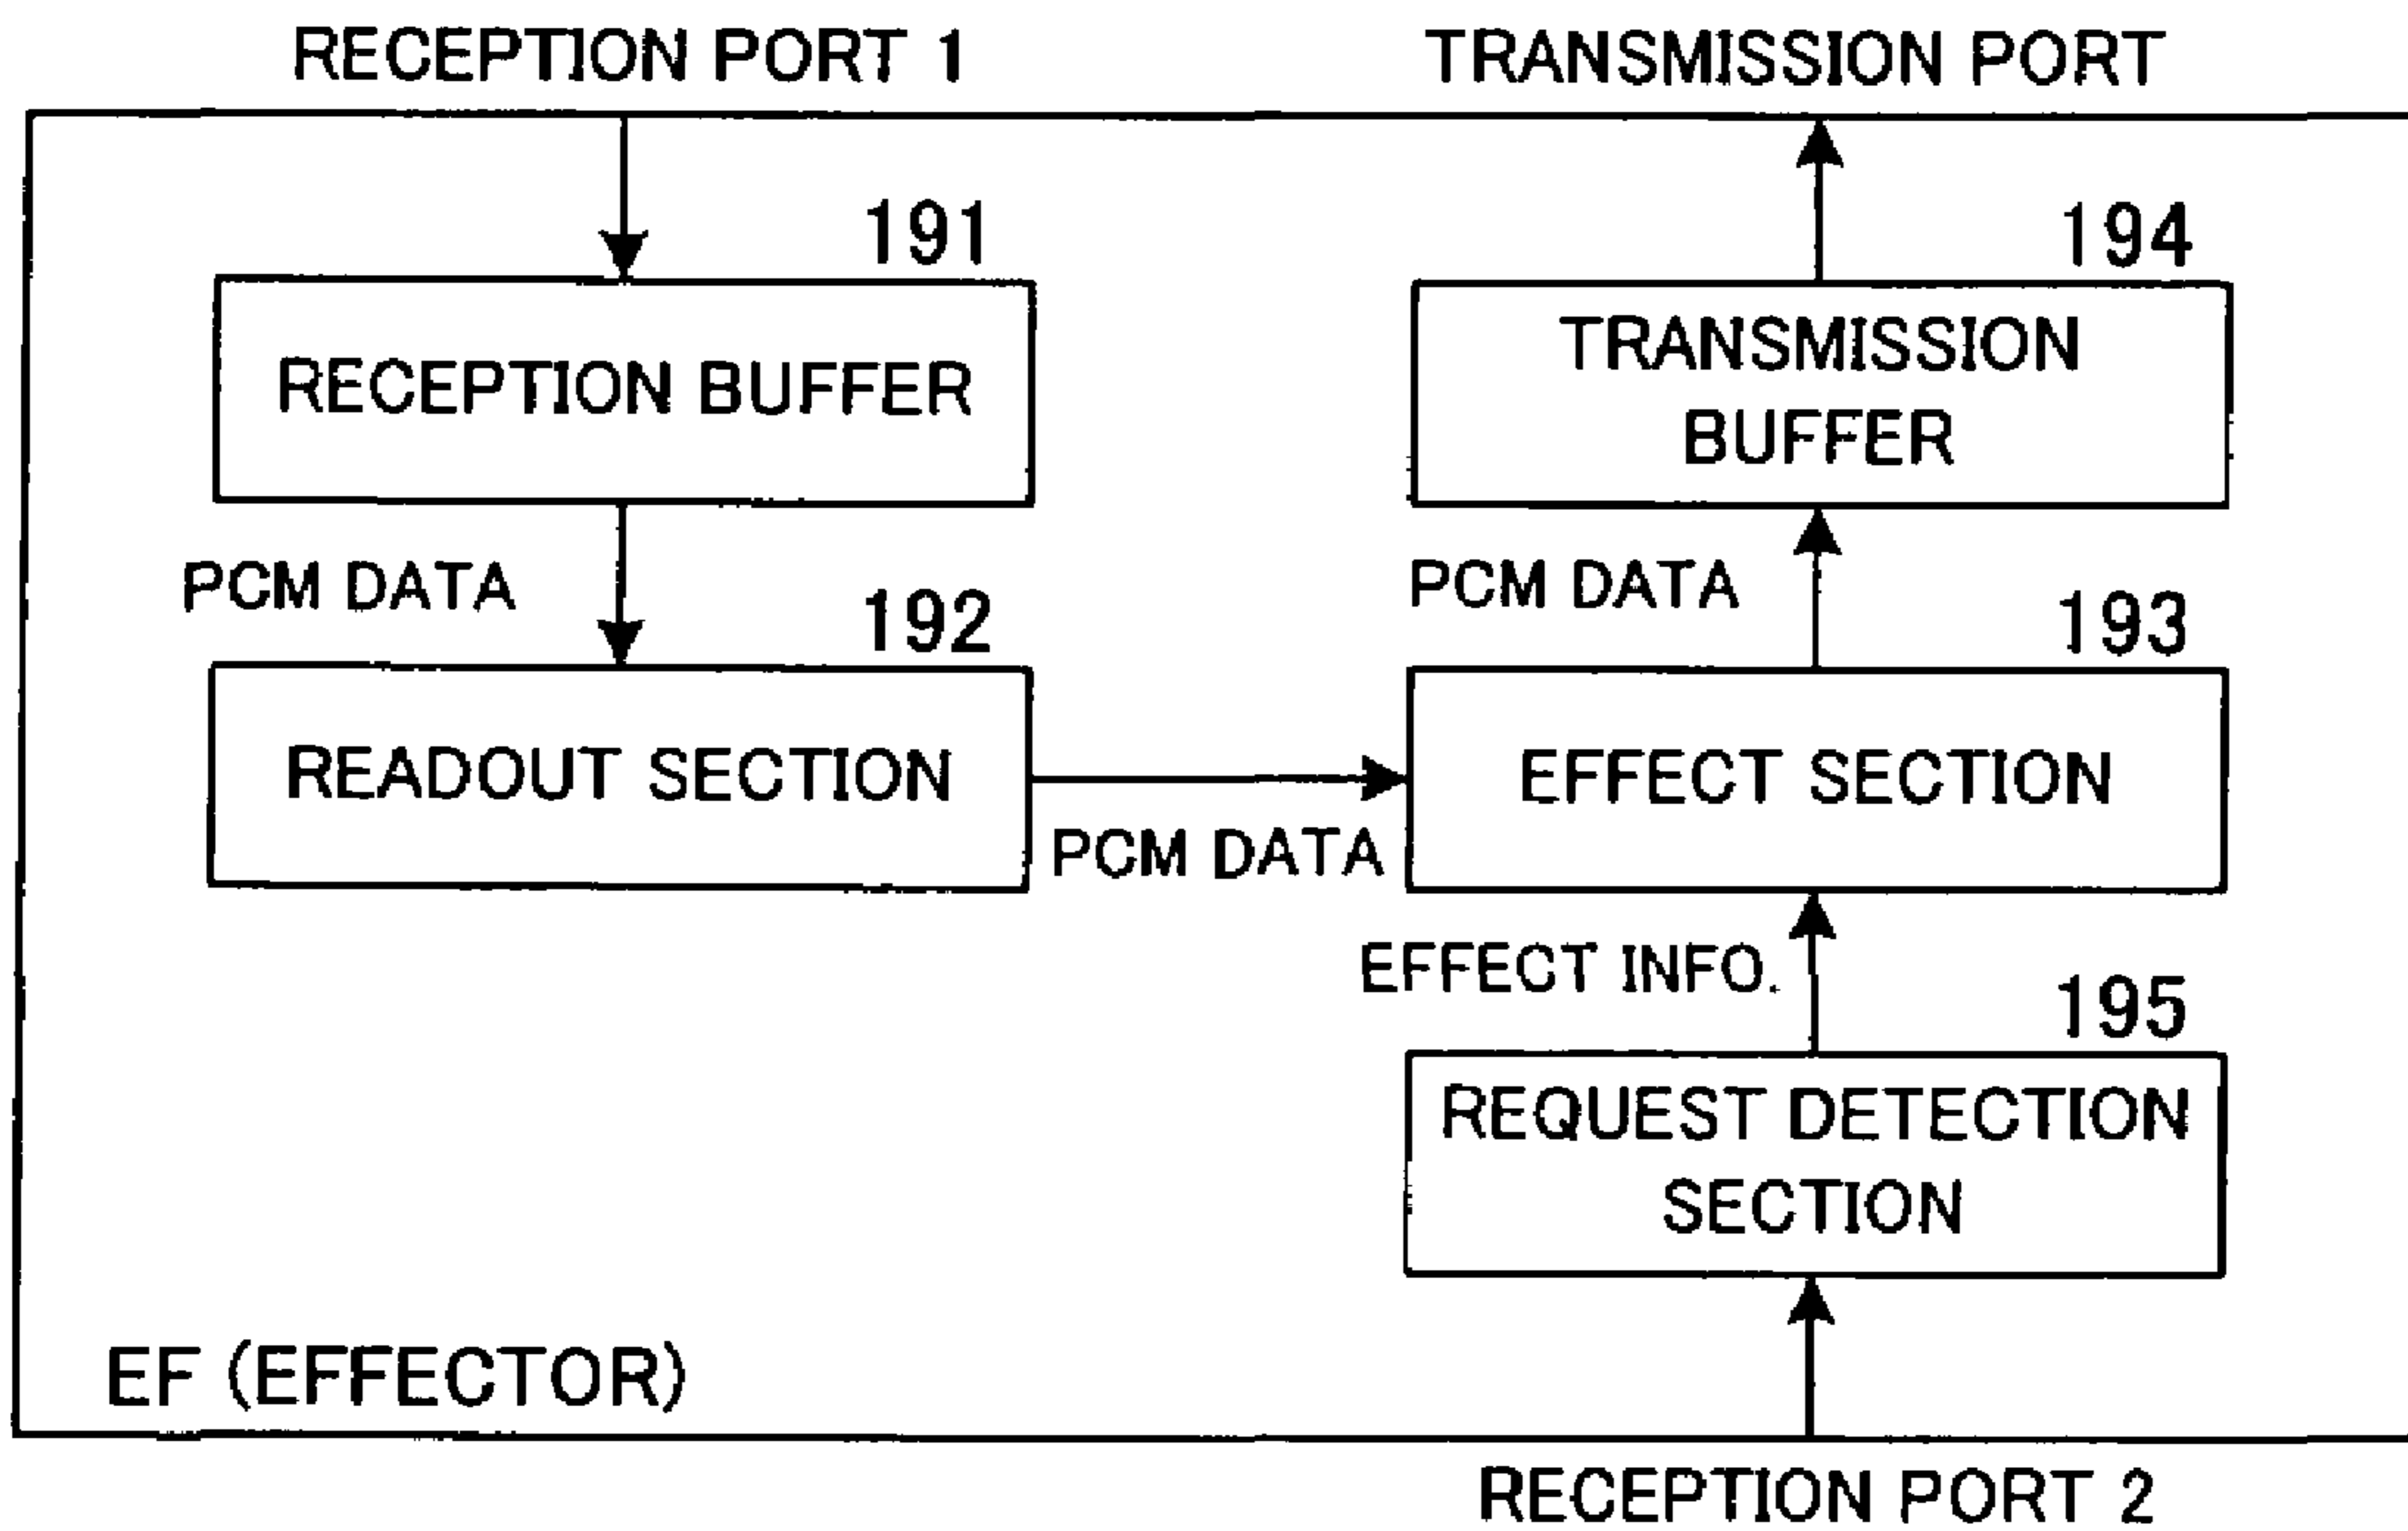 RECEPTION PORT 1
TRANSMISSION PORT
191
194
RECEPTION BUFFER
TRANSMISSION
BUFFER
PCM DATA
PCM DATA
192
193
READOUT SECTION
EFFECT SECTION
PCM DATA
EFFECT INFO.
195
REQUEST DETECTION
SECTION
EF (EFFECTOR)
RECEPTION PORT 2